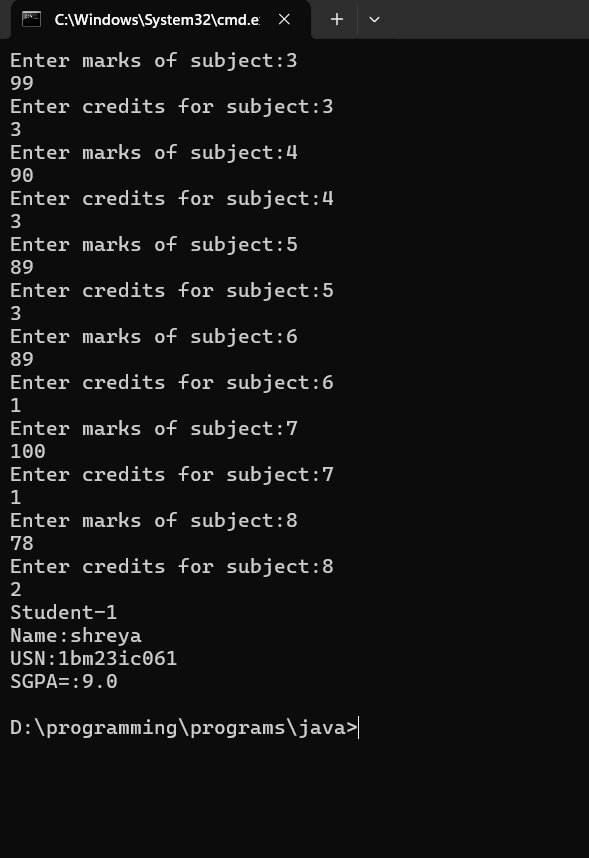 C:\Windows\System32\cmd.e
Enter marks of subject:3
99
Enter credits for subject:3
3
Enter marks of subject:4
90
Enter credits for subject:4
3
Enter marks of subject:5
89
Enter credits for subject:5
3
Enter marks of subject:6
89
Enter credits for subject:6
1
Enter marks of subject:7
100
Enter credits for subject:7
1
Enter marks of subject:8
78
Enter credits for subject:8
2
Student-1
Name:shreya
USN:1bm23ic061
SGPA=:9.0
D:\programming\programs\java>